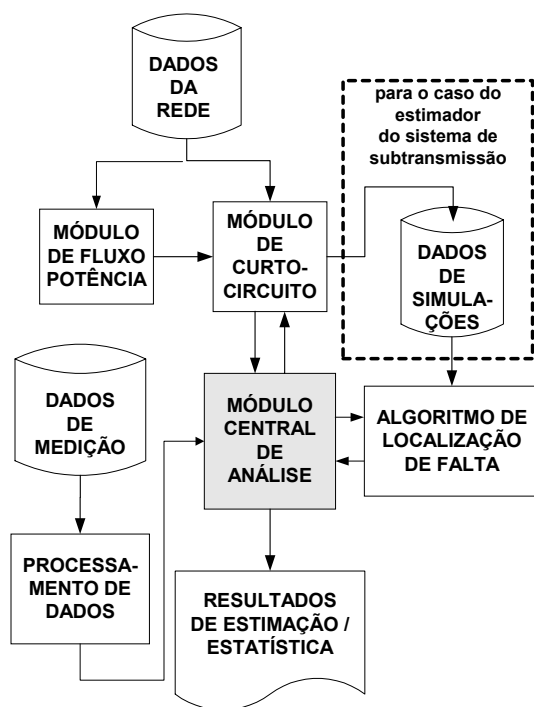 DADOS
DA
REDE
para o caso do
estimador
do sistema de
subtransmissão
MÓDULO
DE FLUXO
POTÊNCIA
MÓDULO
DE
CURTO-
CIRCUITO
DADOS
DE
SIMULA-
ÇÕES
DADOS
DE
MEDIÇÃO
MÓDULO
CENTRAL
DE
ANÁLISE
ALGORITMO DE
LOCALIZAÇÃO
DE FALTA
PROCESSA-
MENTO DE
DADOS
RESULTADOS
DE ESTIMAÇÃO /
ESTATÍSTICA